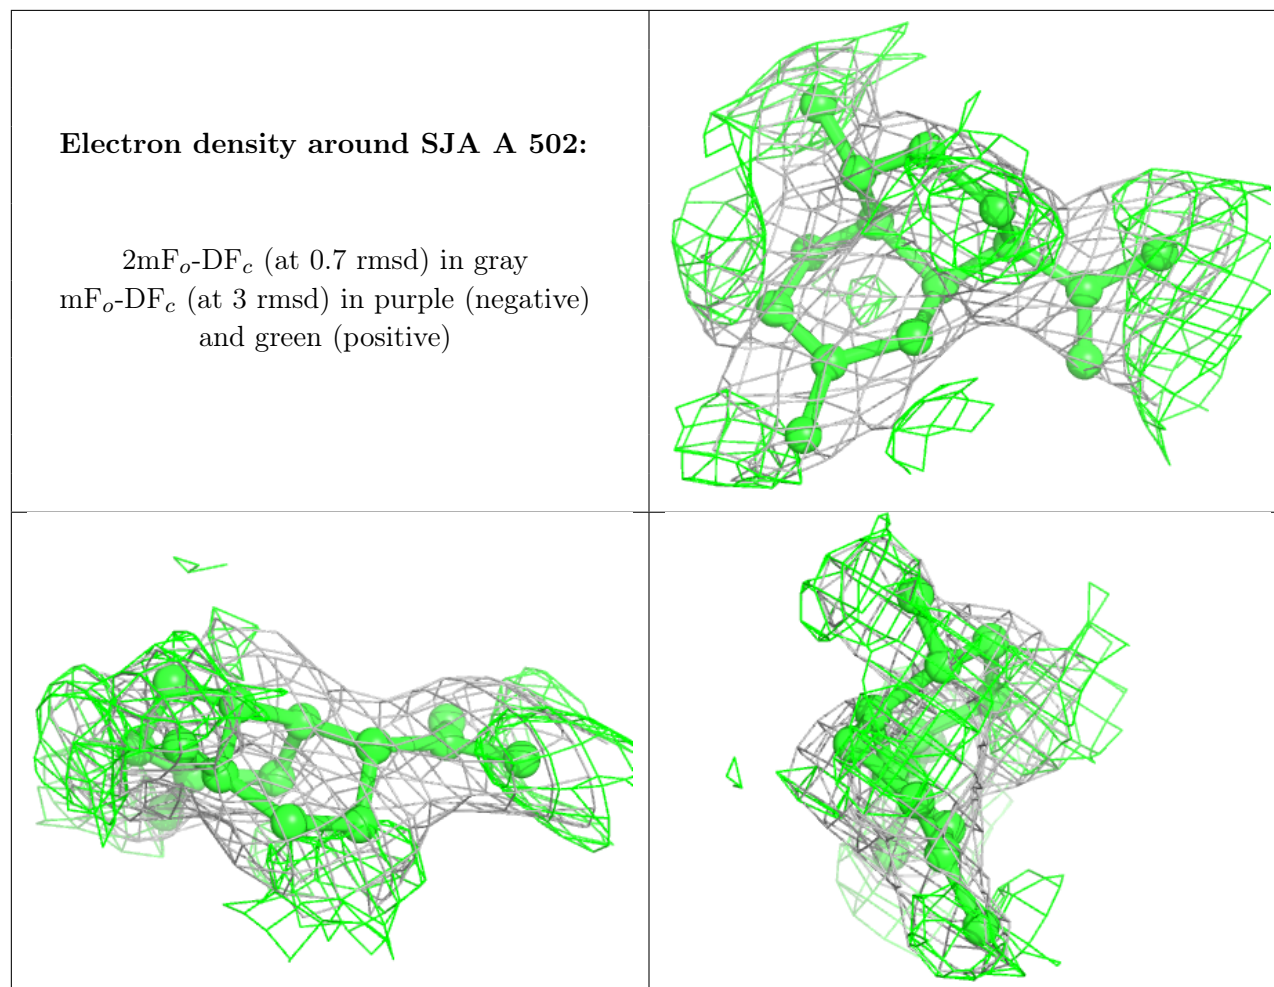 Electron density around SJA A 502:
2mFo-DFc (at 0.7 rmsd) in gray
mFo-DFc (at 3 rmsd) in purple (negative)
and green (positive)